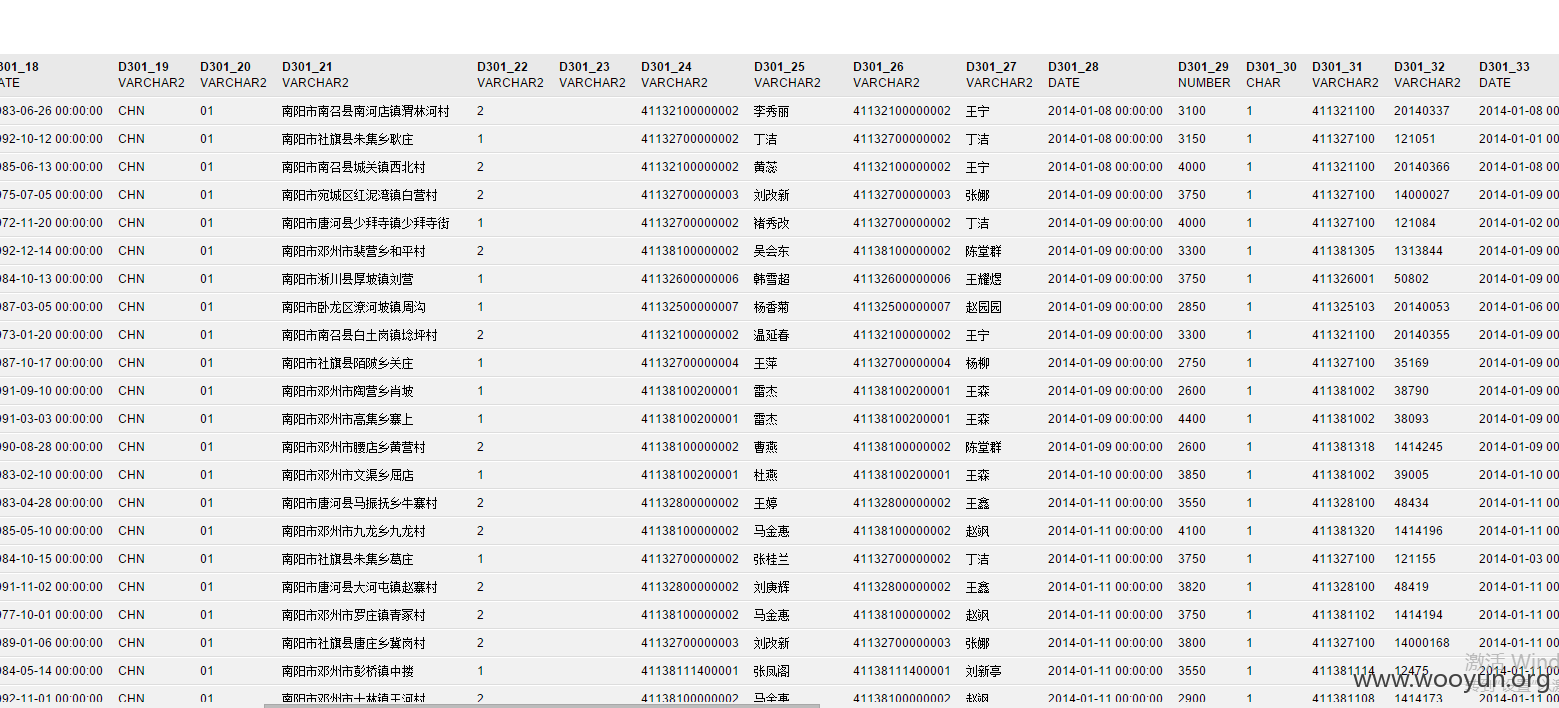 301_18 D301_19 D301_20 D301_21 D301_22 D301_23 D301_24 D301_25 D301_26 D301_27 D301_28 D301_29 D301_30 D301_31 D301_32 D301_33
ATE VARCHAR2 VARCHAR2 VARCHAR2 VARCHAR2 VARCHAR2 VARCHAR2 VARCHAR2 VARCHAR2 VARCHAR2 DATE NUMBER CHAR VARCHAR2 VARCHAR2 DATE
983-06-26 00:00:00 CHN 01 南阳市南召县南河店镇渭林河村 2 41132100000002 李秀丽 41132100000002 王宁 2014-01-08 00:00:00 3100 1 411321100 20140337 2014-01-08 00
992-10-12 00:00:00 CHN 01 南阳市社旗县朱集乡耿庄 1 41132700000002 丁洁 41132700000002 丁洁 2014-01-08 00:00:00 3150 1 411327100 121051 2014-01-01 00
985-06-13 00:00:00 CHN 01 南阳市南召县城关镇西北村 2 41132100000002 黄蕊 41132100000002 王宁 2014-01-08 00:00:00 4000 1 411321100 20140366 2014-01-08 00
975-07-05 00:00:00 CHN 01 南阳市宛城区红泥湾镇白营村 2 41132700000003 刘改新 41132700000003 张娜 2014-01-09 00:00:00 3750 1 411327100 14000027 2014-01-09 00
972-11-20 00:00:00 CHN 01 南阳市唐河县少拜寺镇少拜寺街 1 41132700000002 褚秀改 41132700000002 丁洁 2014-01-09 00:00:00 4000 1 411327100 121084 2014-01-02 00
992-12-14 00:00:00 CHN 01 南阳市邓州市裴营乡和平村 2 41138100000002 吴会东 41138100000002 陈堂群 2014-01-09 00:00:00 3300 1 411381305 1313844 2014-01-09 00
984-10-13 00:00:00 CHN 01 南阳市淅川县厚坡镇刘营 1 41132600000006 韩雪超 41132600000006 王耀煜 2014-01-09 00:00:00 3750 1 411326001 50802 2014-01-09 00
987-03-05 00:00:00 CHN 01 南阳市卧龙区潦河坡镇周沟 1 41132500000007 杨香菊 41132500000007 赵园园 2014-01-09 00:00:00 2850 1 411325103 20140053 2014-01-06 00
973-01-20 00:00:00 CHN 01 南阳市南召县白土岗镇埝坪村 2 41132100000002 温延春 41132100000002 王宁 2014-01-09 00:00:00 3300 1 411321100 20140355 2014-01-09 00
987-10-17 00:00:00 CHN 01 南阳市社旗县陌陂乡关庄 1 41132700000004 王萍 41132700000004 杨柳 2014-01-09 00:00:00 2750 1 411327100 35169 2014-01-09 00
991-09-10 00:00:00 CHN 01 南阳市邓州市陶营乡肖坡 1 41138100200001 雷杰 41138100200001 王森 2014-01-09 00:00:00 2600 1 411381002 38790 2014-01-09 00
991-03-03 00:00:00 CHN 01 南阳市邓州市高集乡寨上 1 41138100200001 雷杰 41138100200001 王森 2014-01-09 00:00:00 4400 1 411381002 38093 2014-01-09 00
990-08-28 00:00:00 CHN 01 南阳市邓州市腰店乡黄营村 2 41138100000002 曹燕 41138100000002 陈堂群 2014-01-09 00:00:00 2600 1 411381318 1414245 2014-01-09 00
983-02-10 00:00:00 CHN 01 南阳市邓州市文渠乡屈店 1 41138100200001 杜燕 41138100200001 王森 2014-01-10 00:00:00 3850 1 411381002 39005 2014-01-10 00
983-04-28 00:00:00 CHN 01 南阳市唐河县马振抚乡牛寨村 2 41132800000002 王婷 41132800000002 王鑫 2014-01-11 00:00:00 3550 1 411328100 48434 2014-01-11 00
985-05-10 00:00:00 CHN 01 南阳市邓州市九龙乡九龙村 2 41138100000002 马金惠 41138100000002 赵飒 2014-01-11 00:00:00 4100 1 411381320 1414196 2014-01-11 00
984-10-15 00:00:00 CHN 01 南阳市社旗县朱集乡葛庄 1 41132700000002 张桂兰 41132700000002 丁洁 2014-01-11 00:00:00 3750 1 411327100 121155 2014-01-03 00
991-11-02 00:00:00 CHN 01 南阳市唐河县大河屯镇赵寨村 2 41132800000002 刘庚辉 41132800000002 王鑫 2014-01-11 00:00:00 3820 1 411328100 48419 2014-01-11 00
977-10-01 00:00:00 CHN 01 南阳市邓州市罗庄镇青冢村 2 41138100000002 马金惠 41138100000002 赵飒 2014-01-11 00:00:00 3750 1 411381102 1414194 2014-01-11 00
989-01-06 00:00:00 CHN 01 南阳市社旗县唐庄乡冀岗村 2 41132700000003 刘改新 41132700000003 张娜 2014-01-11 00:00:00 3800 1 411327100 14000168 2014-01-11 00
984-05-14 00:00:00 CHN 01 南阳市邓州市彭桥镇中搂 1 41138111400001 张凤阁 41138111400001 刘新亭 2014-01-11 00:00:00 3550 1 411381114 12475 2014-01-11 00
激活 Wind
www.wooyun.org
992-11-01 00:00:00 CHN 01 南阳市邓州市十林镇王河村 2 41138100000002 马金惠 41138100000002 赵飒 2014-01-11 00:00:00 2900 1 411381108 1414173 2014-01-11 00